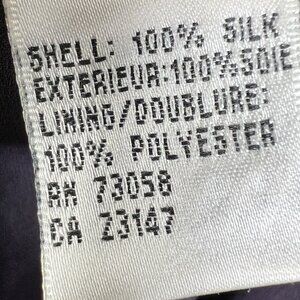 SHELL: 100% SILK
EXTERIEUR:100%SOIE
LINING/DOUBLURE:
100% POLYESTER
RN 73058
CA 23147